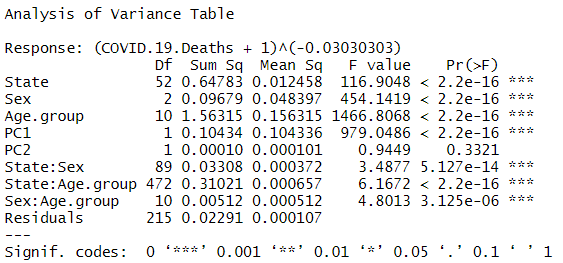 Analysis of Variance Table
Response: (COVID.19.Deaths + 1)^(-0.03030303)
Df Sum Sq Mean Sq F value Pr(>F)
State 52 0.64783 0.012458 116.9048 < 2.2e-16 ***
Sex 2 0.09679 0.048397 454.1419 < 2.2e-16 ***
Age.group 10 1.56315 0.156315 1466.8068 < 2.2e-16 ***
PC1 1 0.10434 0.104336 979.0486 < 2.2e-16 ***
PC2 1 0.00010 0.000101 0.9449 0.3321
State:Sex 89 0.03308 0.000372 3.4877 5.127e-14 ***
State:Age.group 472 0.31021 0.000657 6.1672 < 2.2e-16 ***
Sex:Age.group 10 0.00512 0.000512 4.8013 3.125e-06 ***
Residuals 215 0.02291 0.000107
---
Signif. codes: 0 ‘***’ 0.001 ‘**’ 0.01 ‘*’ 0.05 ‘.’ 0.1 ‘ ’ 1